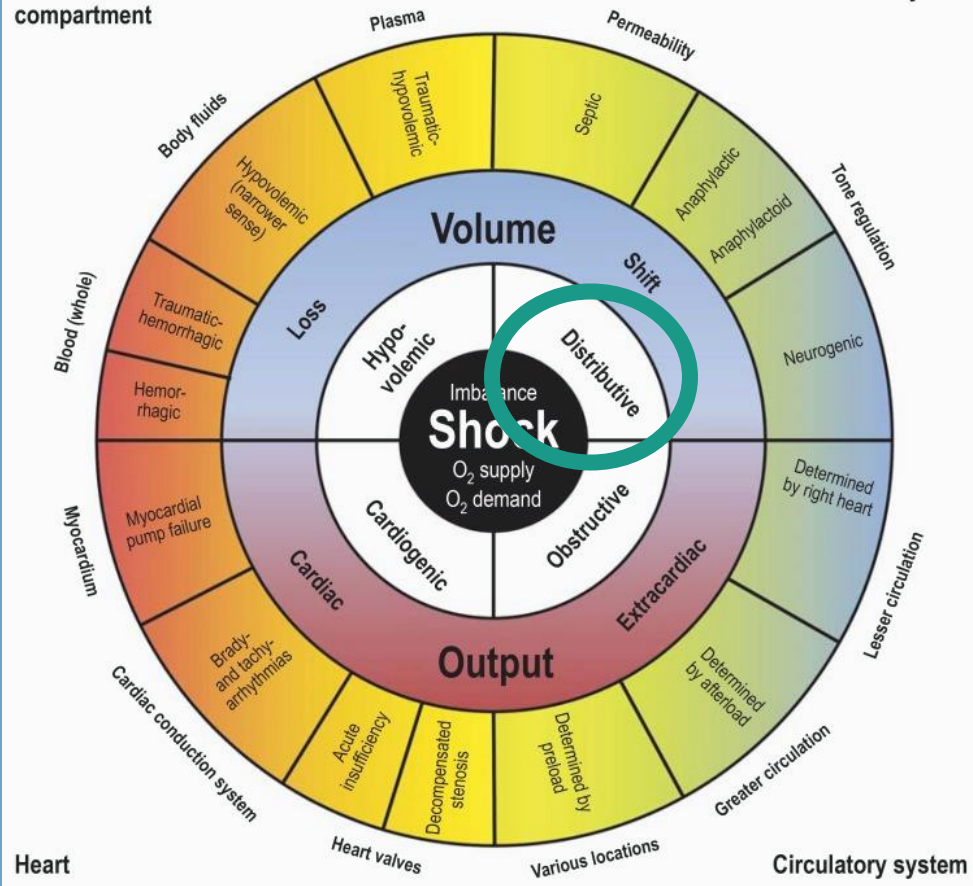 compartment
Plasma
Permeability
Body fluids
Tone regulation
Blood (whole)
Traumatic-
hypovolemic
Septic
Hypovolemic
(narrower
sense)
Anaphylactic
Anaphylactoid
Traumatic-
hemorrhagic
Neurogenic
Hemor-
rhagic
Volume
Loss
Shift
Hypo-
volemic
Distributive
Imbalance
Shock
O₂ supply
O₂ demand
Cardiogenic
Obstructive
Cardiac
Extracardiac
Output
Myocardial
pump failure
Determined
by right heart
Brady-
and tachy-
arrhythmias
Acute
insufficiency
Decompensated
stenosis
Determined by
preload
Determined
by afterload
Myocardium
Lesser circulation
Cardiac conduction system
Greater circulation
Heart valves
Various locations
Heart
Circulatory system